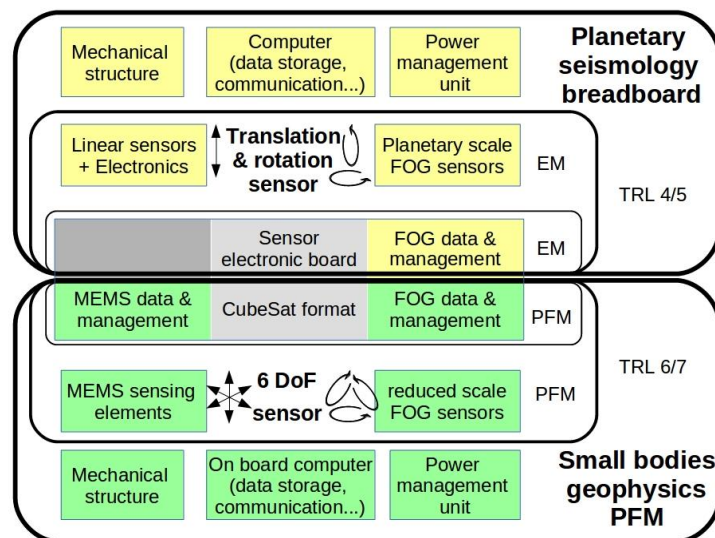 Mechanical
structure
Computer
(data storage,
communication...)
Power
management
unit
Planetary
seismology
breadboard
Linear sensors
+ Electronics
Translation
& rotation
sensor
Planetary scale
FOG sensors
EM
TRL 4/5
Sensor
electronic board
FOG data &
management
EM
MEMS data &
management
CubeSat format
FOG data &
management
PFM
TRL 6/7
MEMS sensing
elements
6 DoF
sensor
reduced scale
FOG sensors
PFM
Mechanical
structure
On board computer
(data storage,
communication...)
Power
management
unit
Small bodies
geophysics
PFM